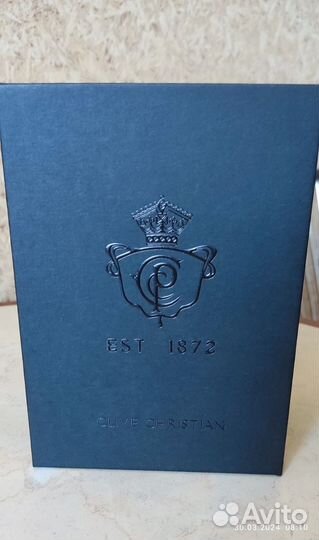 EST 1872
CLIVE CHRISTIAN
Avito
30.03.2024 08:10